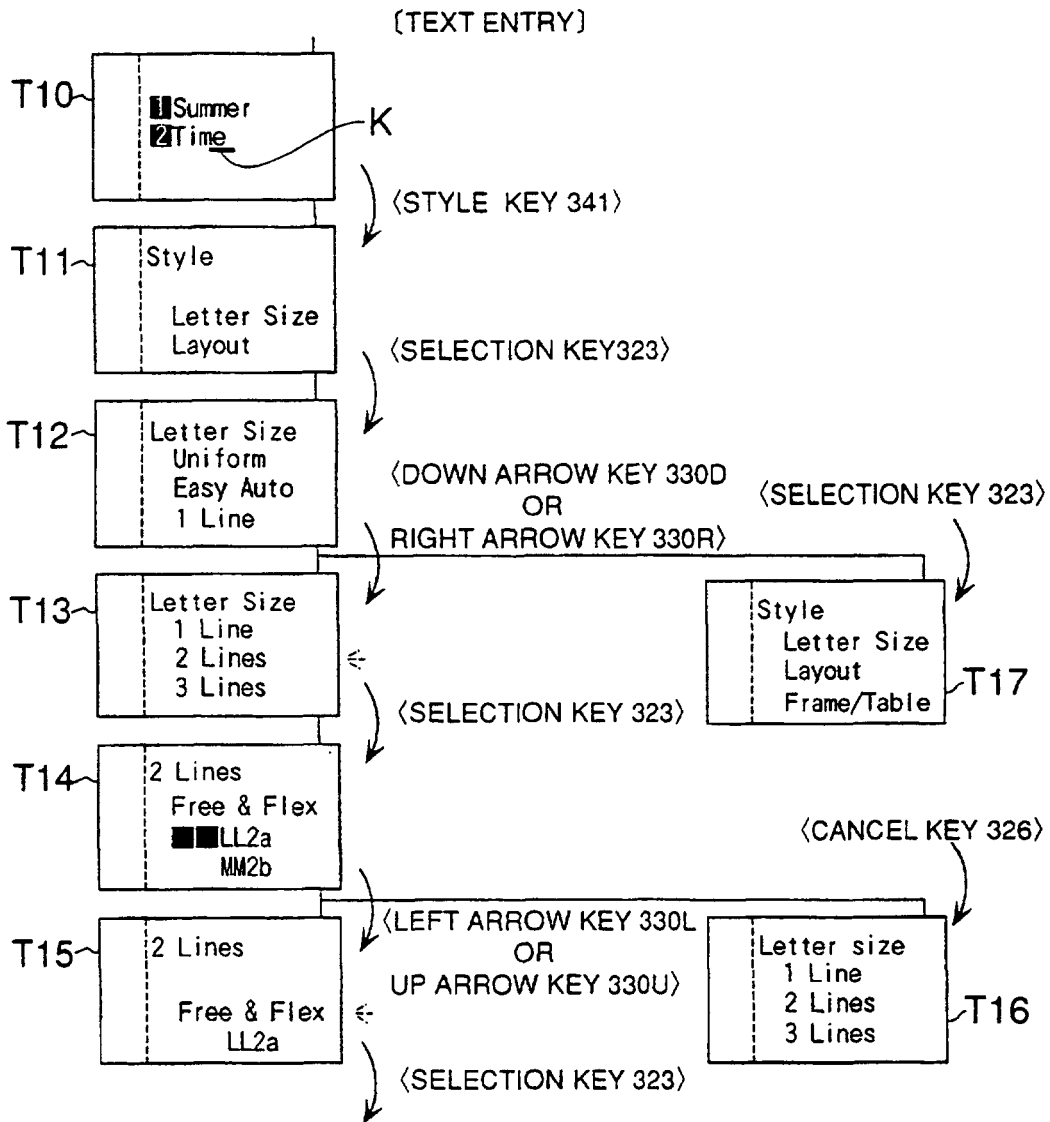 [TEXT ENTRY]
T10
1 Summer
2 Time
K
〈STYLE KEY 341〉
T11
Style
Letter Size
Layout
〈SELECTION KEY323〉
T12
Letter Size
Uniform
Easy Auto
1 Line
〈DOWN ARROW KEY 330D
OR
RIGHT ARROW KEY 330R〉
〈SELECTION KEY 323〉
T13
Letter Size
1 Line
2 Lines
3 Lines
Style
Letter Size
Layout
Frame/Table
T17
〈SELECTION KEY 323〉
T14
2 Lines
Free & Flex
LL2a
MM2b
〈CANCEL KEY 326〉
〈LEFT ARROW KEY 330L
OR
UP ARROW KEY 330U〉
T15
2 Lines
Free & Flex
LL2a
Letter size
1 Line
2 Lines
3 Lines
T16
〈SELECTION KEY 323〉